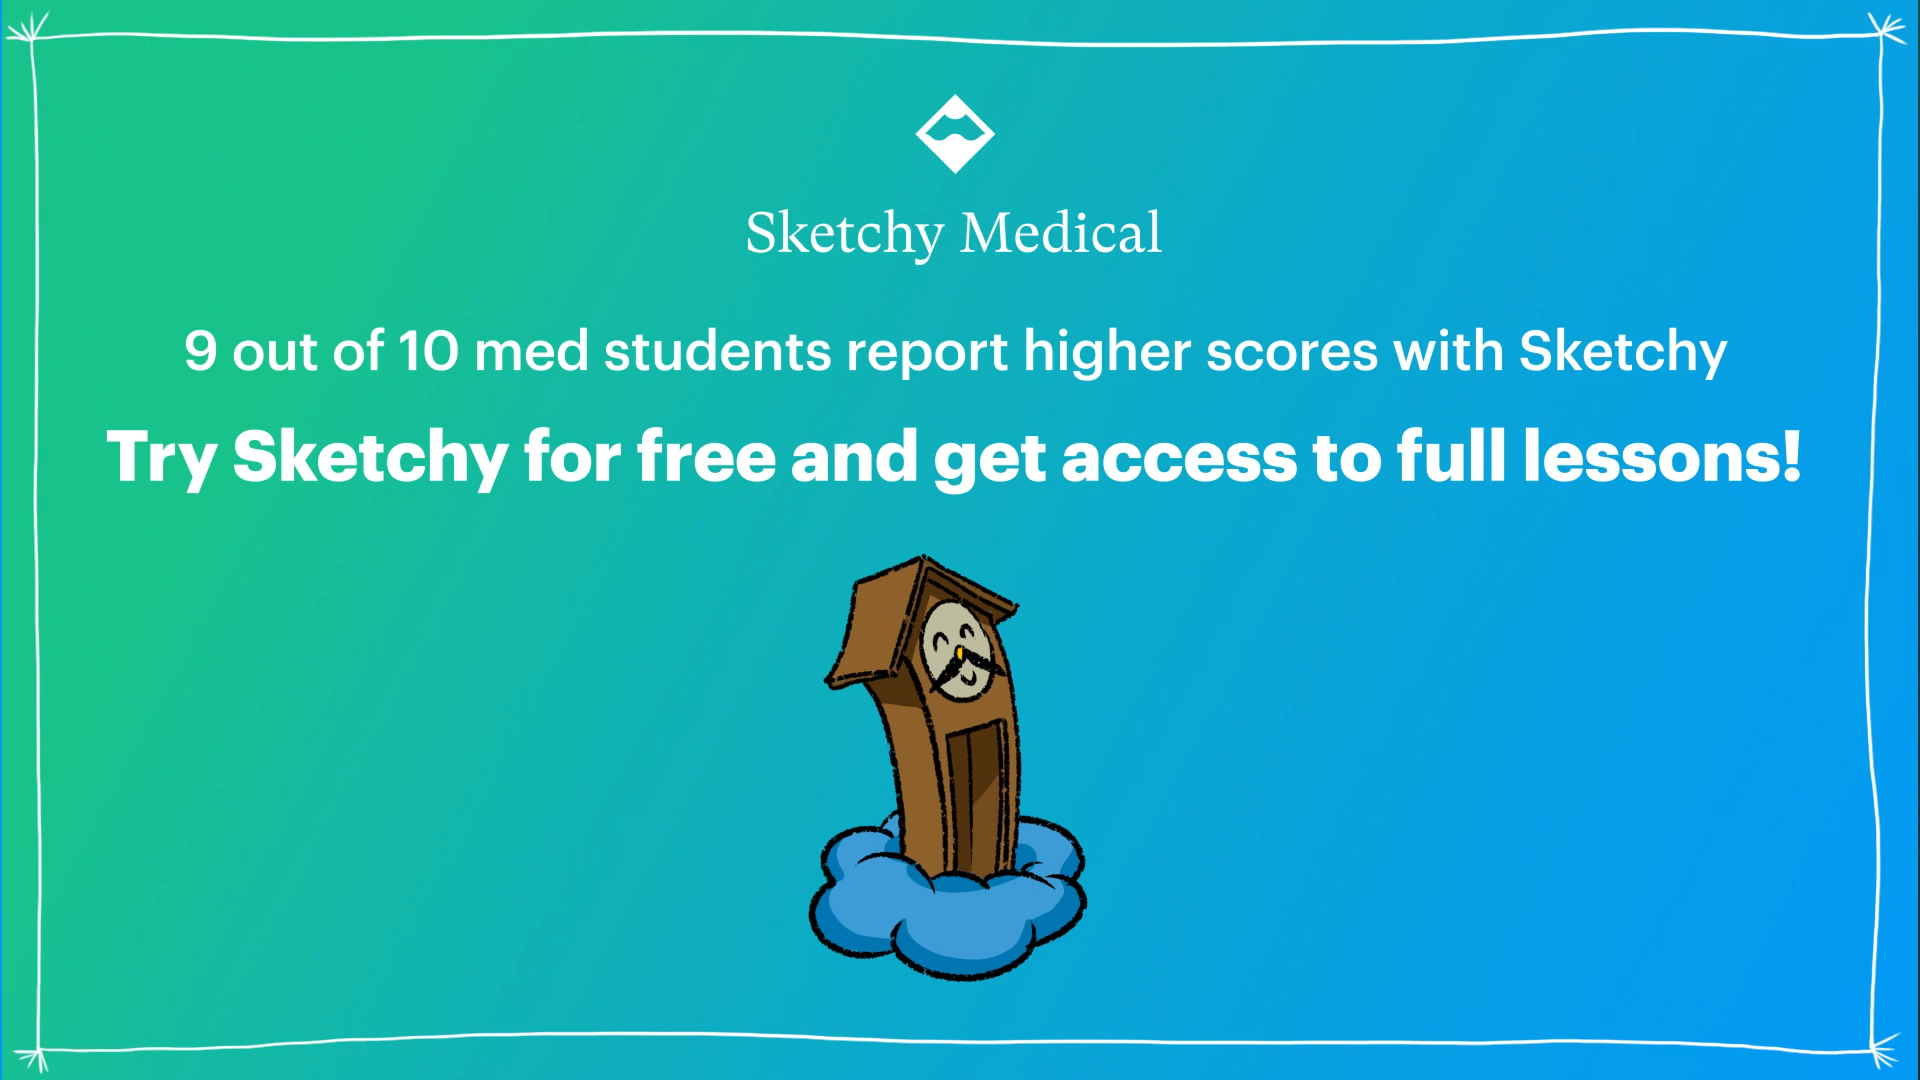 Sketchy Medical
9 out of 10 med students report higher scores with Sketchy
Try Sketchy for free and get access to full lessons!